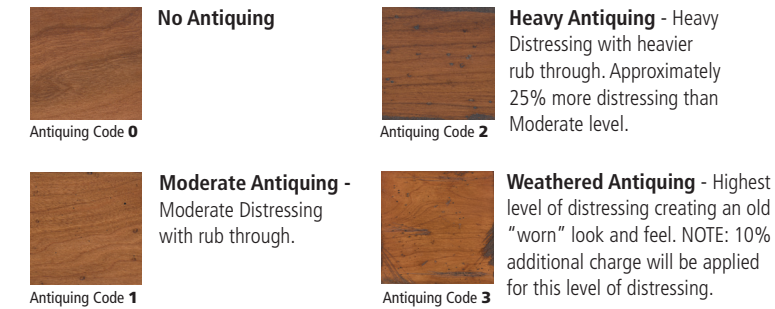 No Antiquing
Antiquing Code 0
Heavy Antiquing - Heavy
Distressing with heavier
rub through. Approximately
25% more distressing than
Moderate level.
Antiquing Code 2
Moderate Antiquing -
Moderate Distressing
with rub through.
Antiquing Code 1
Weathered Antiquing - Highest
level of distressing creating an old
“worn” look and feel. NOTE: 10%
additional charge will be applied
for this level of distressing.
Antiquing Code 3